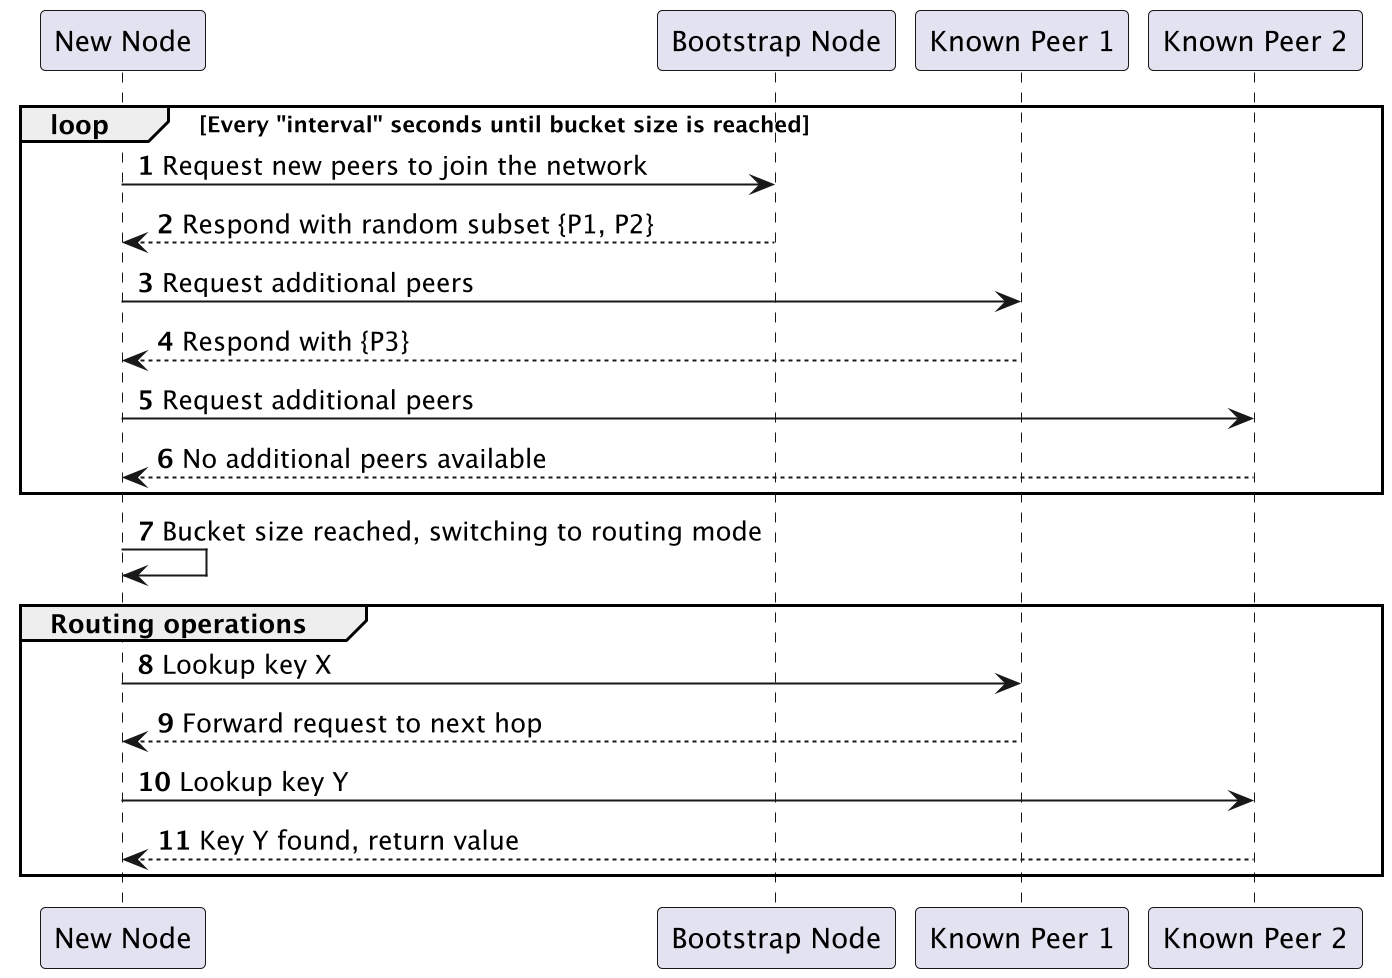 New Node
Bootstrap Node
Known Peer 1
Known Peer 2
loop
[Every "interval" seconds until bucket size is reached]
1 Request new peers to join the network
2 Respond with random subset {P1, P2}
3 Request additional peers
4 Respond with {P3}
5 Request additional peers
6 No additional peers available
7 Bucket size reached, switching to routing mode
Routing operations
8 Lookup key X
9 Forward request to next hop
10 Lookup key Y
11 Key Y found, return value
New Node
Bootstrap Node
Known Peer 1
Known Peer 2